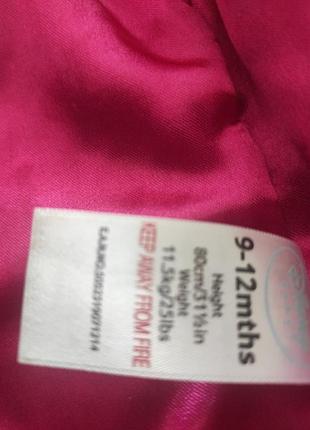 9-12mths
Height
80cm/31½in
Weight
11.5kg/25lbs
KEEP AWAY FROM FIRE